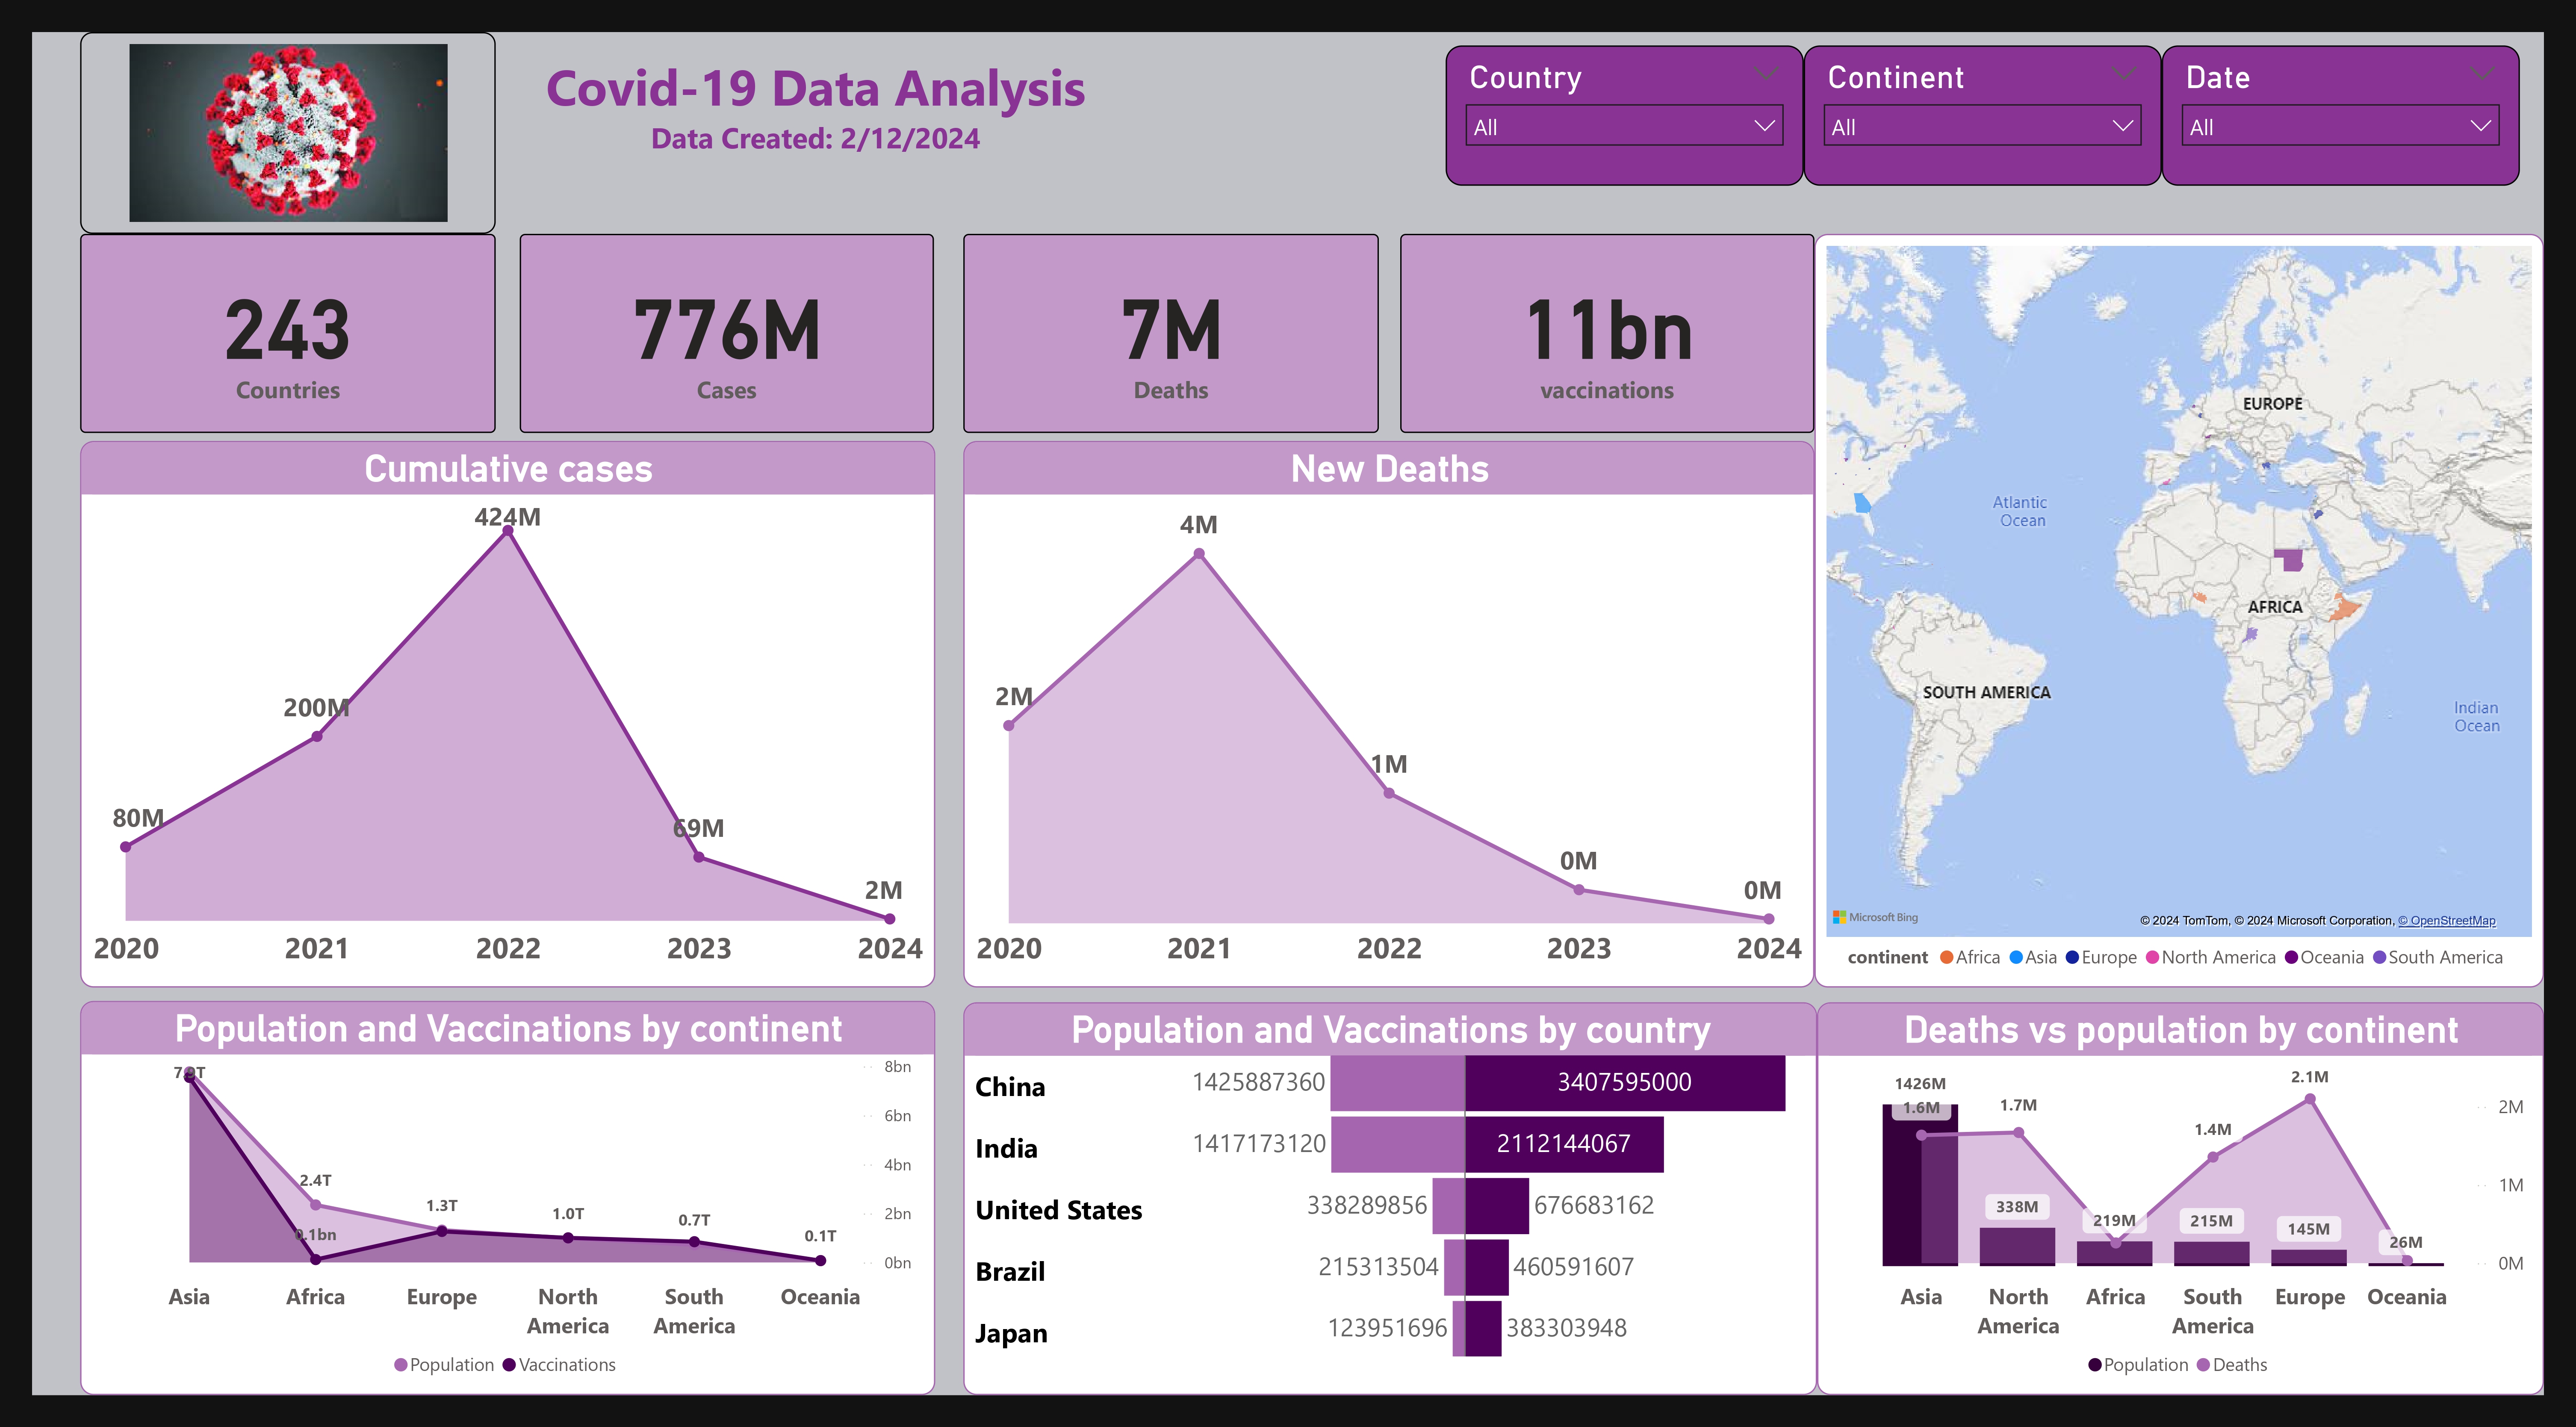 Covid-19 Data Analysis
Data Created: 2/12/2024
Country
All
Continent
All
Date
All
243
Countries
776M
Cases
7M
Deaths
11bn
vaccinations
Cumulative cases
424M
200M
80M
69M
2M
2020 2021 2022 2023 2024
New Deaths
4M
2M
1M
0M
0M
2020 2021 2022 2023 2024
EUROPE
Atlantic
Ocean
AFRICA
SOUTH AMERICA
Indian
Ocean
Microsoft Bing
© 2024 TomTom, © 2024 Microsoft Corporation, © OpenStreetMap
continent Africa Asia Europe North America Oceania South America
Population and Vaccinations by continent
8bn
6bn
4bn
2bn
0bn
2.4T
0.1bn
1.3T
1.0T
0.7T
0.1T
Asia Africa Europe North America South America Oceania
Population Vaccinations
Population and Vaccinations by country
China 1425887360 3407595000
India 1417173120 2112144067
United States 338289856 676683162
Brazil 215313504 460591607
Japan 123951696 383303948
Deaths vs population by continent
1426M
1.6M
1.7M
1.4M
2.1M
338M
219M
215M
145M
26M
2M
1M
0M
Asia North America Africa South America Europe Oceania
Population Deaths